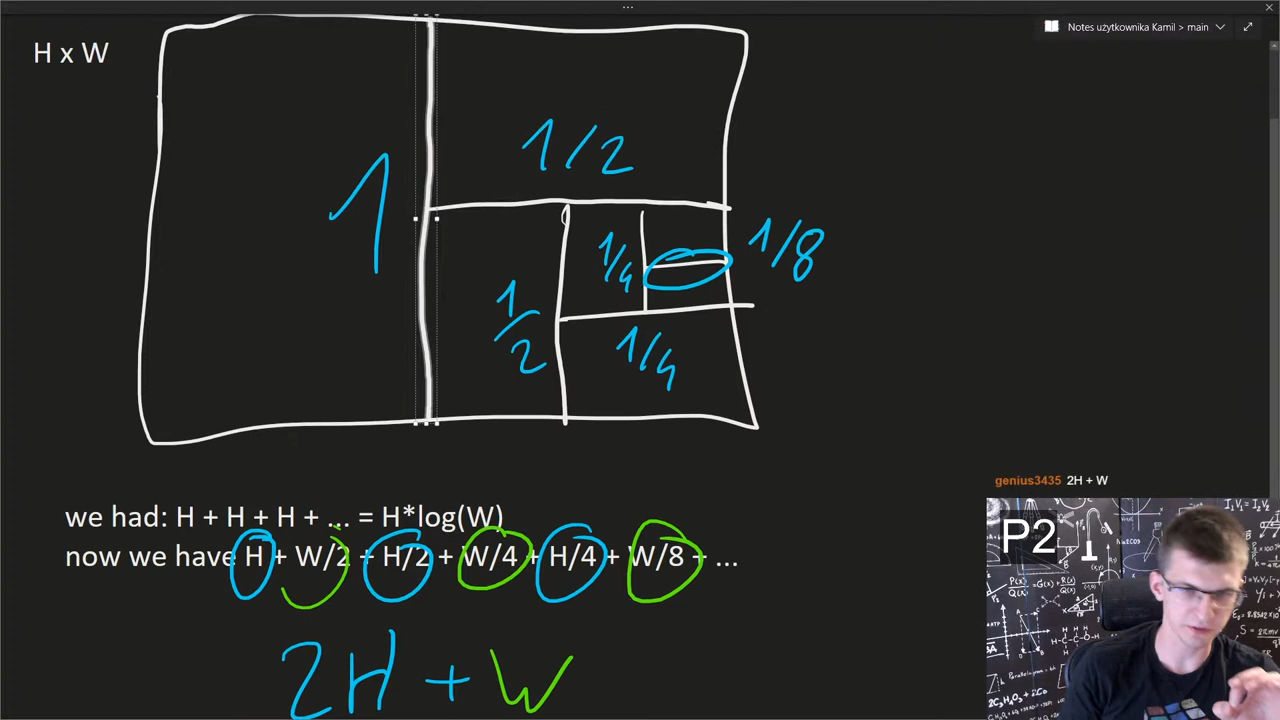 ...
Notes użytkownika Kamil > main
H x W
1/2
1
1/8
1/4
1/2
1/4
genius3435 2H + W
we had: H + H + H + ... = H*log(W)
P2
now we have H + W/2 + H/2 + W/4 + H/4 + W/8 + ...
2H + W